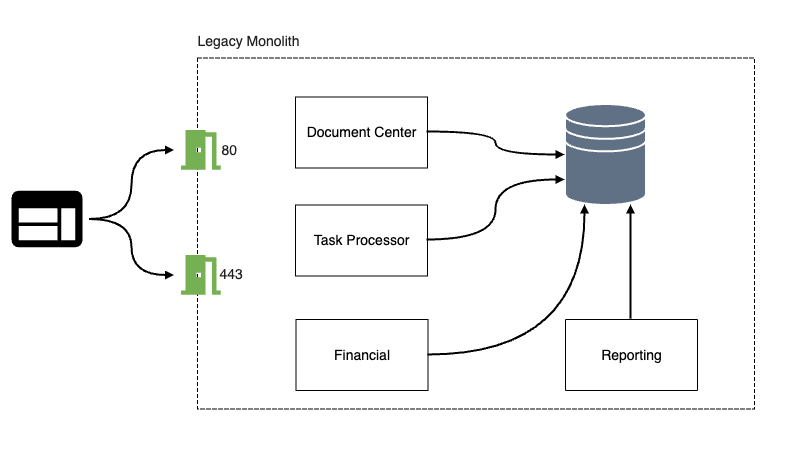 Legacy Monolith
Document Center
80
Task Processor
443
Financial
Reporting